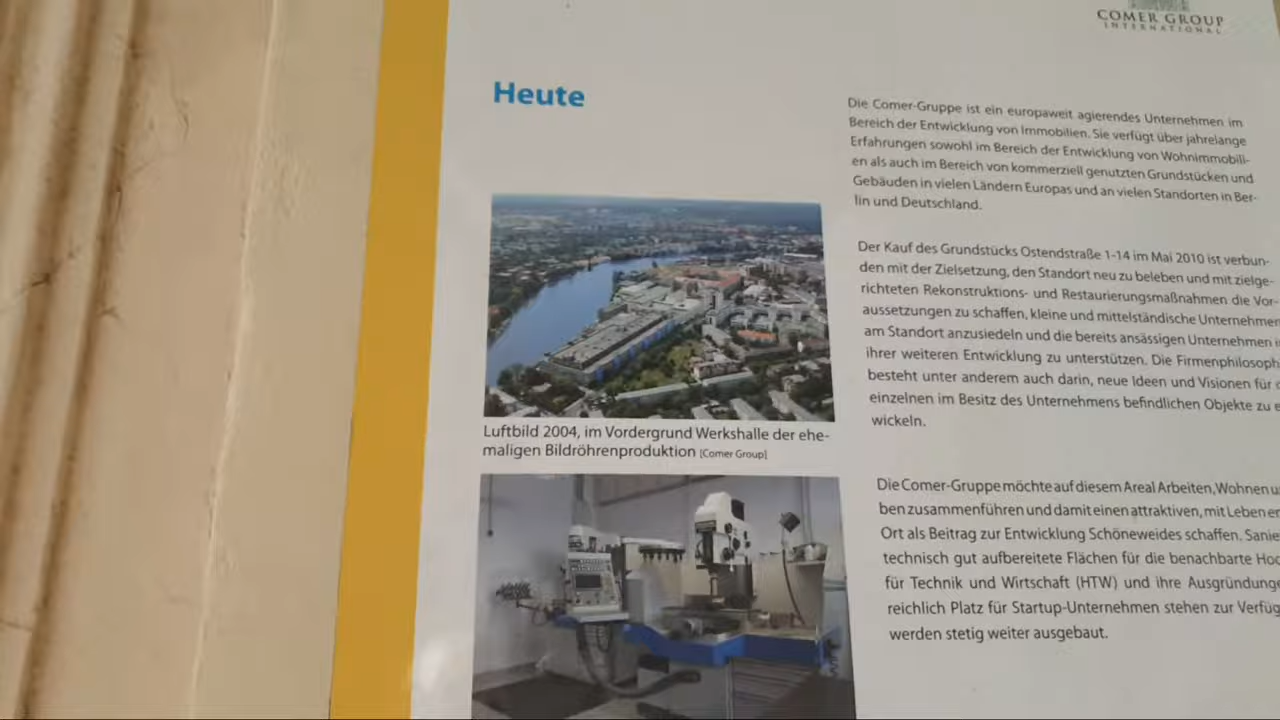 COMER GROUP
INTERNATIONAL
Heute
Die Comer-Gruppe ist ein europaweit agierendes Unternehmen im
Bereich der Entwicklung von Immobilien. Sie verfügt über jahrelange
Erfahrungen sowohl im Bereich der Entwicklung von Wohnimmobili-
en als auch im Bereich von kommerziell genutzten Grundstücken und
Gebäuden in vielen Ländern Europas und an vielen Standorten in Ber-
lin und Deutschland.
Der Kauf des Grundstücks Ostendstraße 1-14 im Mai 2010 ist verbun-
den mit der Zielsetzung, den Standort neu zu beleben und mit zielge-
richteten Rekonstruktions- und Restaurierungsmaßnahmen die Vor-
aussetzungen zu schaffen, kleine und mittelständische Unternehmen
am Standort anzusiedeln und die bereits ansässigen Unternehmen
ihrer weiteren Entwicklung zu unterstützen. Die Firmenphilosoph
besteht unter anderem auch darin, neue Ideen und Visionen für
einzelnen im Besitz des Unternehmens befindlichen Objekte zu
wickeln.
Die Comer-Gruppe möchte auf diesem Areal Arbeiten, Wohnen
ben zusammenführen und damit einen attraktiven, mit Leben
Ort als Beitrag zur Entwicklung Schöneweides schaffen. Sanie
technisch gut aufbereitete Flächen für die benachbarte Hoc
für Technik und Wirtschaft (HTW) und ihre Ausgründunge
reichlich Platz für Startup-Unternehmen stehen zur Verfüg
werden stetig weiter ausgebaut.
Luftbild 2004, im Vordergrund Werkshalle der ehe-
maligen Bildröhrenproduktion [Comer Group]